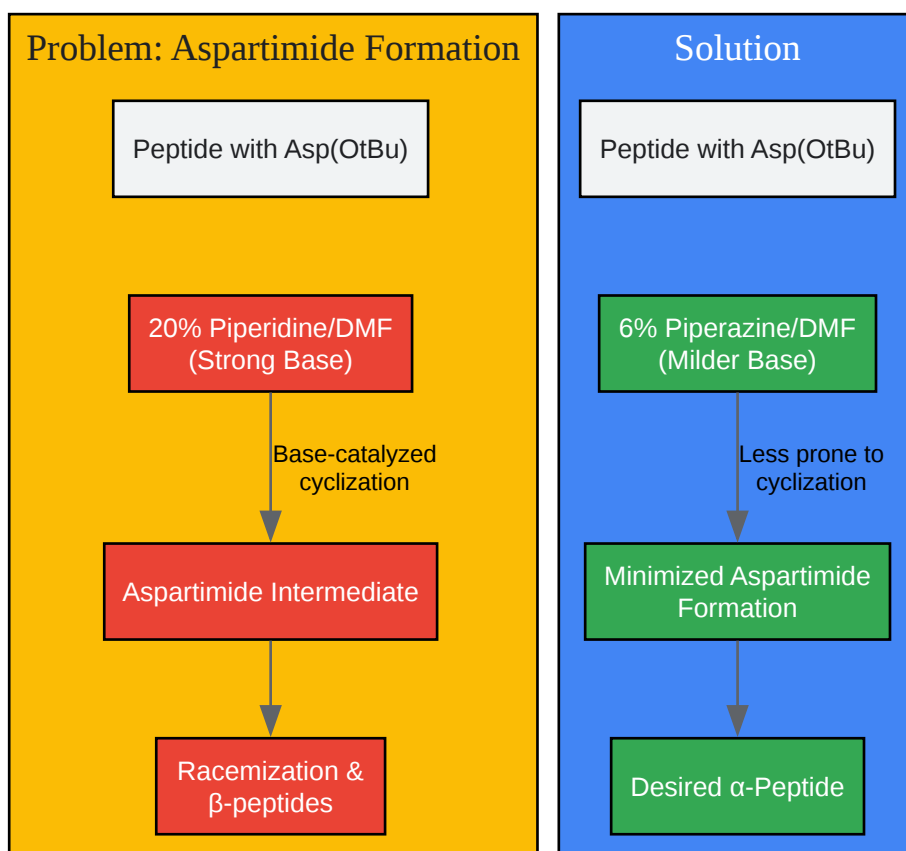 Problem: Aspartimide Formation
Peptide with Asp(OtBu)
20% Piperidine/DMF
(Strong Base)
Base-catalyzed
cyclization
Aspartimide Intermediate
Racemization &
β-peptides
Solution
Peptide with Asp(OtBu)
6% Piperazine/DMF
(Milder Base)
Less prone to
cyclization
Minimized Aspartimide
Formation
Desired α-Peptide